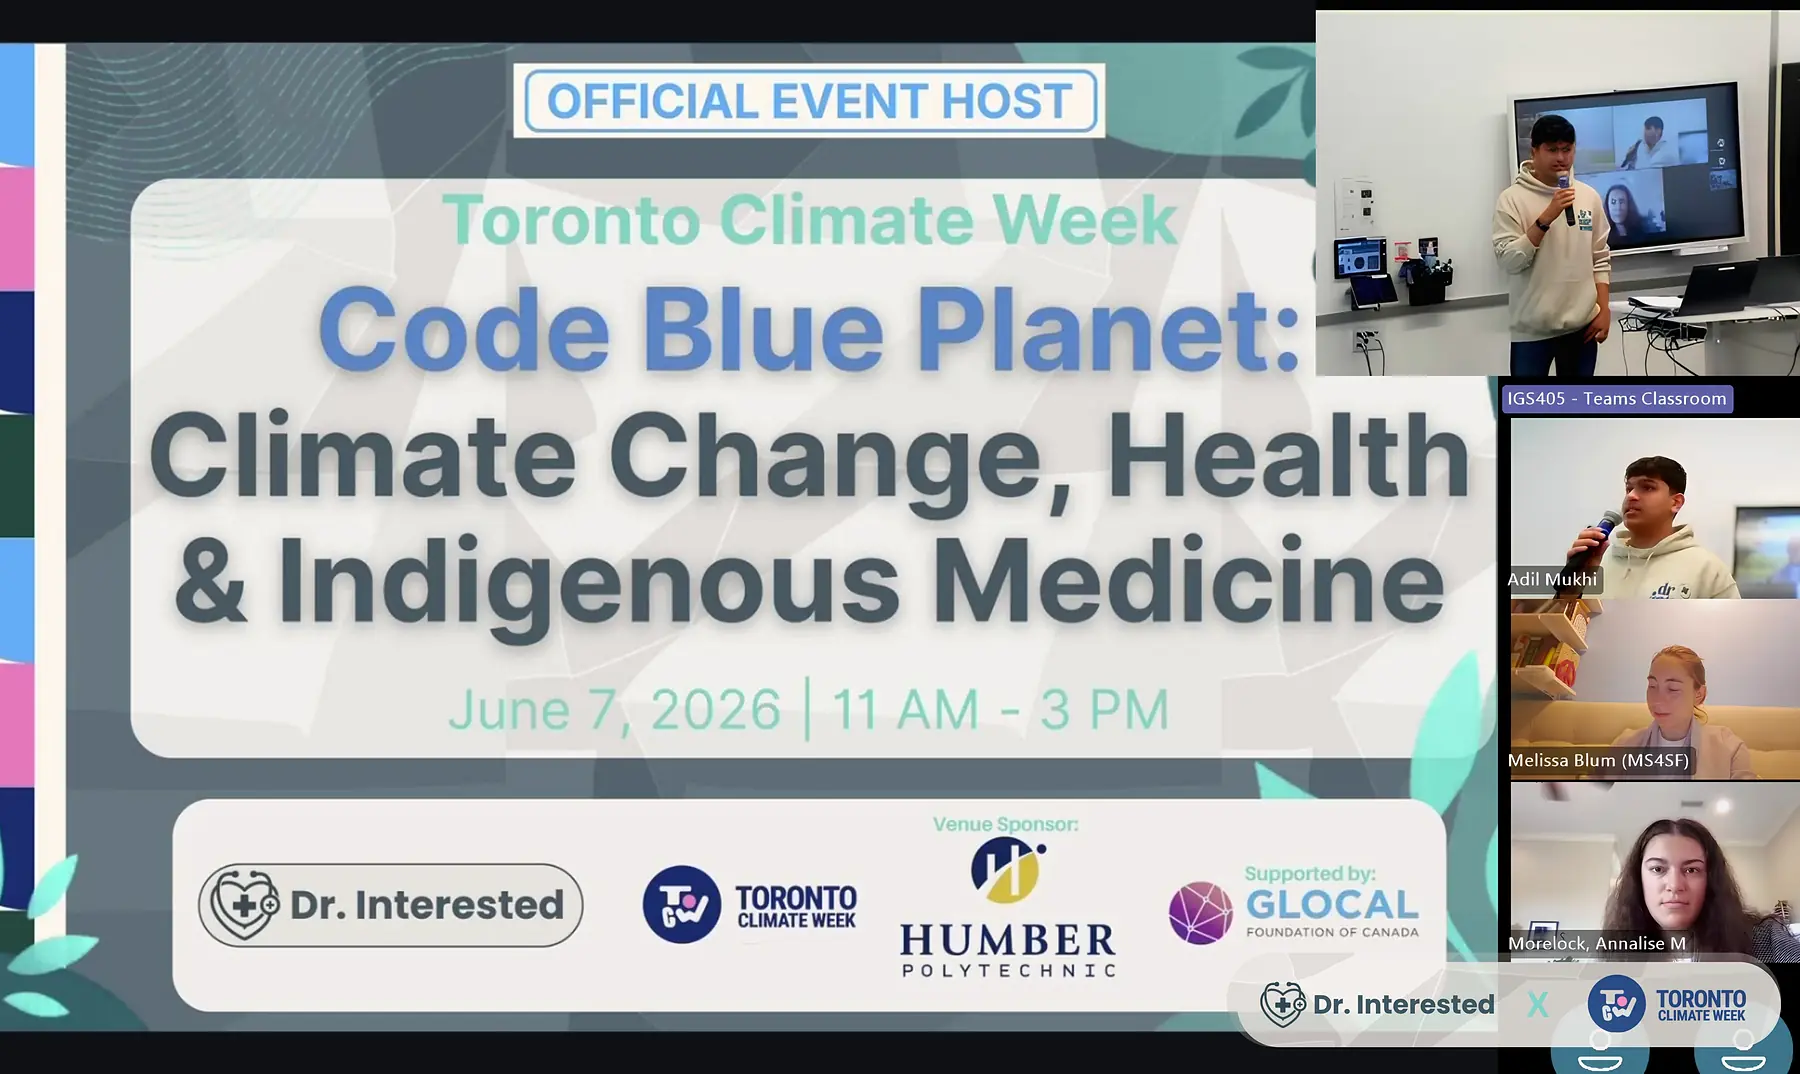 OFFICIAL EVENT HOST
Toronto Climate Week
Code Blue Planet:
Climate Change, Health
& Indigenous Medicine
June 7, 2026 | 11 AM - 3 PM
Dr. Interested
TCW
TORONTO
CLIMATE WEEK
Venue Sponsor:
H
HUMBER
POLYTECHNIC
Supported by:
GLOCAL
FOUNDATION OF CANADA
IGS405 - Teams Classroom
Adil Mukhi
Melissa Blum (MS4SF)
Morelock, Annalise M
Dr. Interested
X
TCW
TORONTO
CLIMATE WEEK